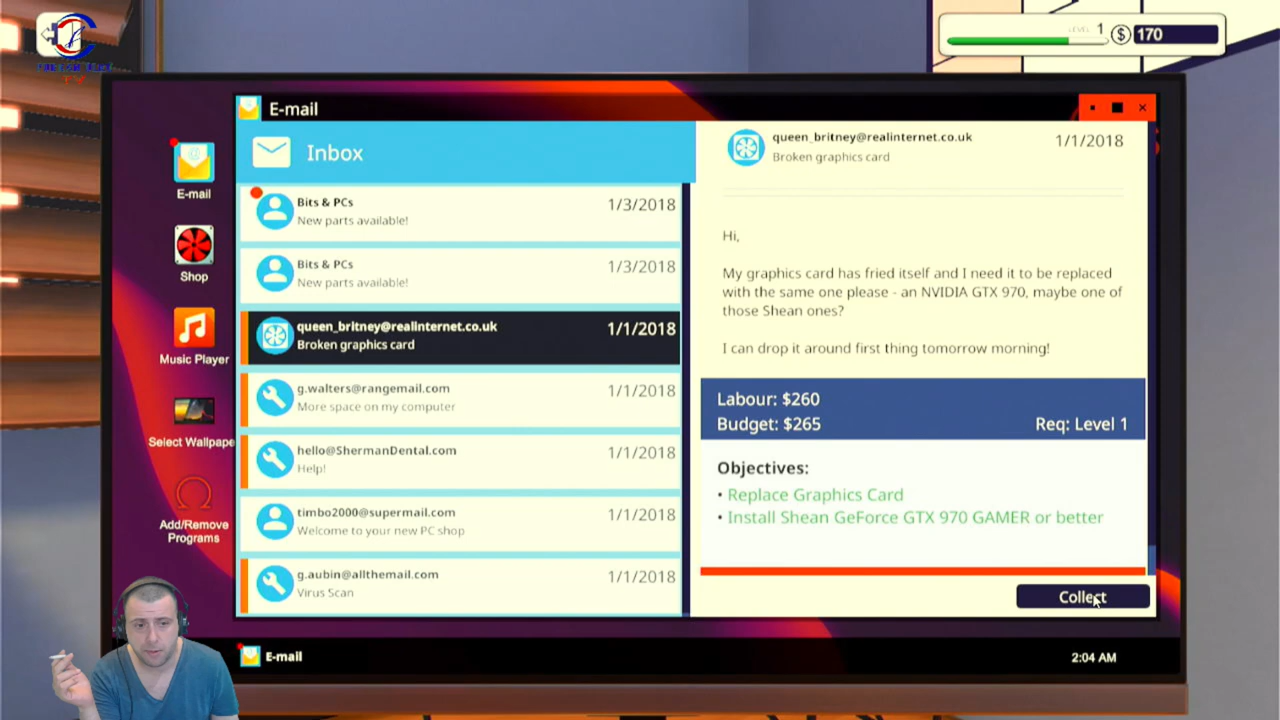 LEVEL 1
$ 170
E-mail
Inbox
Bits & PCs
1/3/2018
New parts available!
Bits & PCs
1/3/2018
New parts available!
queen_britney@realinternet.co.uk
1/1/2018
Broken graphics card
g.walters@rangemail.com
1/1/2018
More space on my computer
hello@ShermanDental.com
1/1/2018
Help!
timbo2000@supermail.com
1/1/2018
Welcome to your new PC shop
g.aubin@allthemail.com
1/1/2018
Virus Scan
queen_britney@realinternet.co.uk
1/1/2018
Broken graphics card
Hi,
My graphics card has fried itself and I need it to be replaced
with the same one please - an NVIDIA GTX 970, maybe one of
those Shean ones?
I can drop it around first thing tomorrow morning!
Labour: $260
Budget: $265
Req: Level 1
Objectives:
• Replace Graphics Card
• Install Shean GeForce GTX 970 GAMER or better
Collect
E-mail
Shop
Music Player
Select Wallpape
Add/Remove
Programs
E-mail
2:04 AM